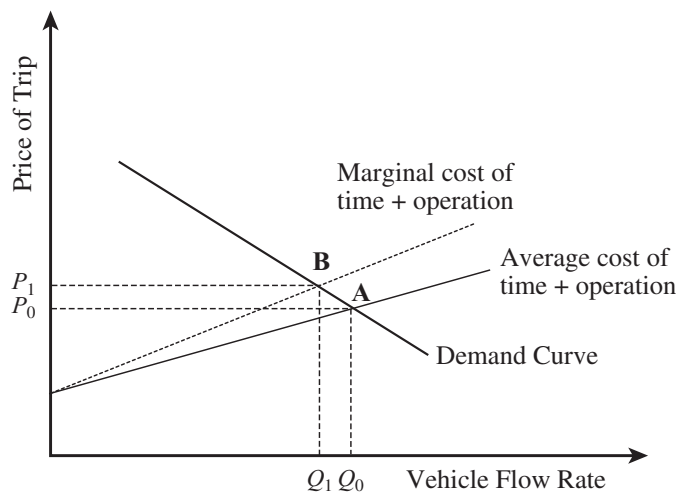 Price of Trip
Marginal cost of
time + operation
Average cost of
time + operation
B
A
P1
P0
Demand Curve
Q1 Q0
Vehicle Flow Rate